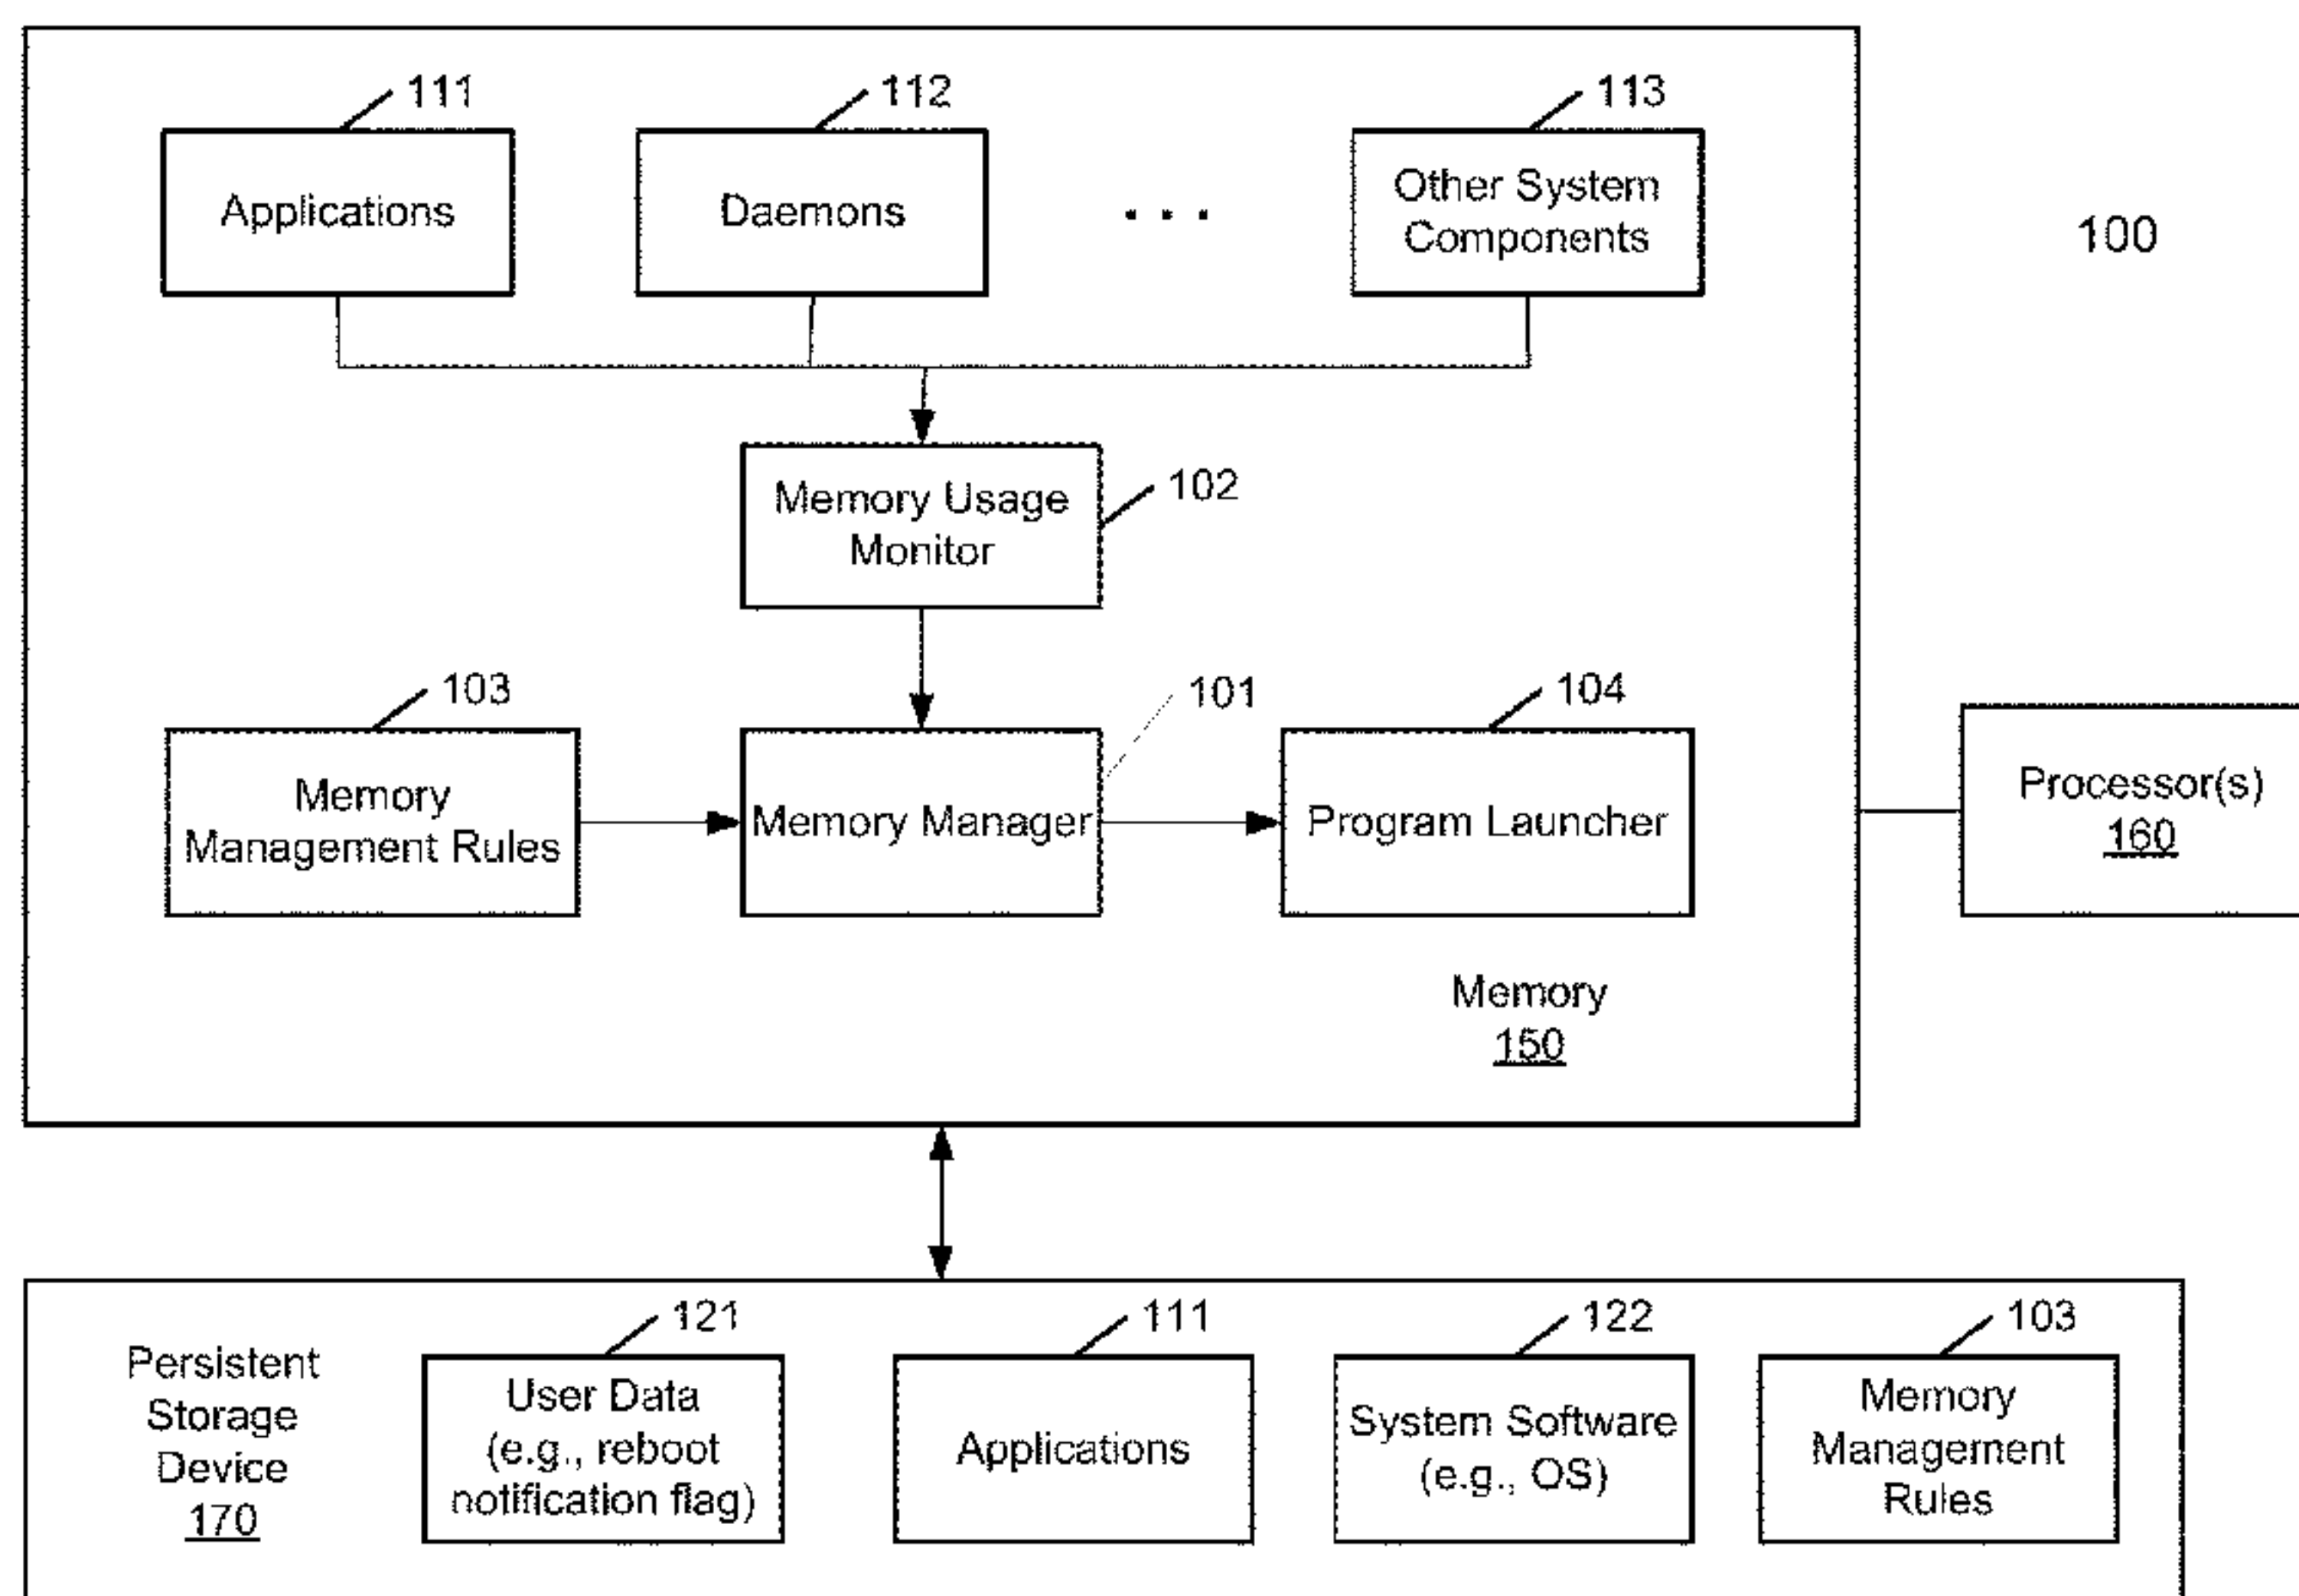 111
112
113
Applications
Daemons
. . .
Other System
Components
100
Memory Usage
Monitor
102
103
101
104
Memory
Management Rules
Memory Manager
Program Launcher
Processor(s)
160
Memory
150
Persistent
Storage
Device
170
121
User Data
(e.g., reboot
notification flag)
111
Applications
122
System Software
(e.g., OS)
103
Memory
Management
Rules